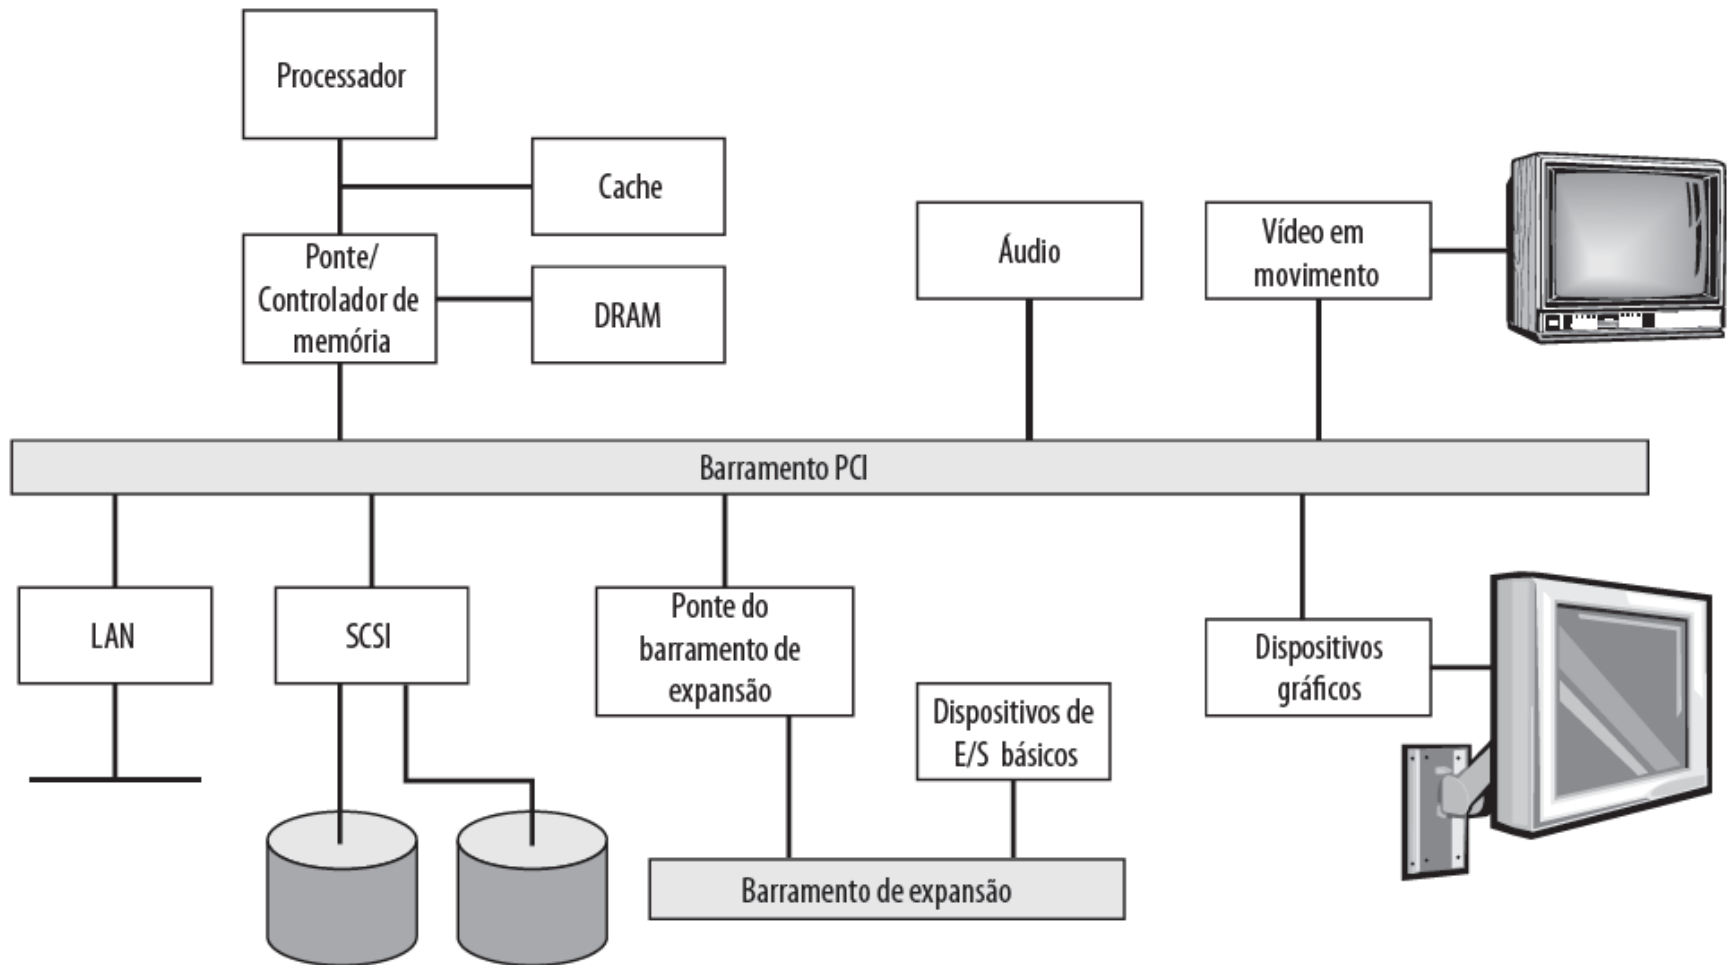 Processador
Cache
Ponte/
Controlador de
memória
DRAM
Áudio
Vídeo em
movimento
Barramento PCI
LAN
SCSI
Ponte do
barramento de
expansão
Dispositivos de
E/S básicos
Dispositivos
gráficos
Barramento de expansão